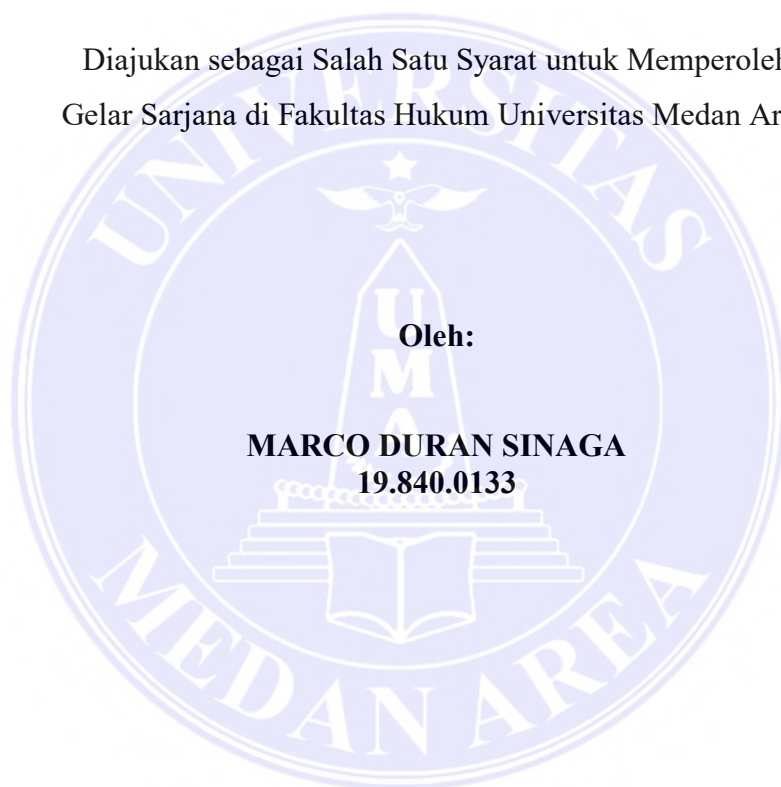 Diajukan sebagai Salah Satu Syarat untuk Memperoleh
Gelar Sarjana di Fakultas Hukum Universitas Medan Ar
UNIVERSITAS
UMA
Oleh:
MARCO DURAN SINAGA
19.840.0133
MEDAN AREA